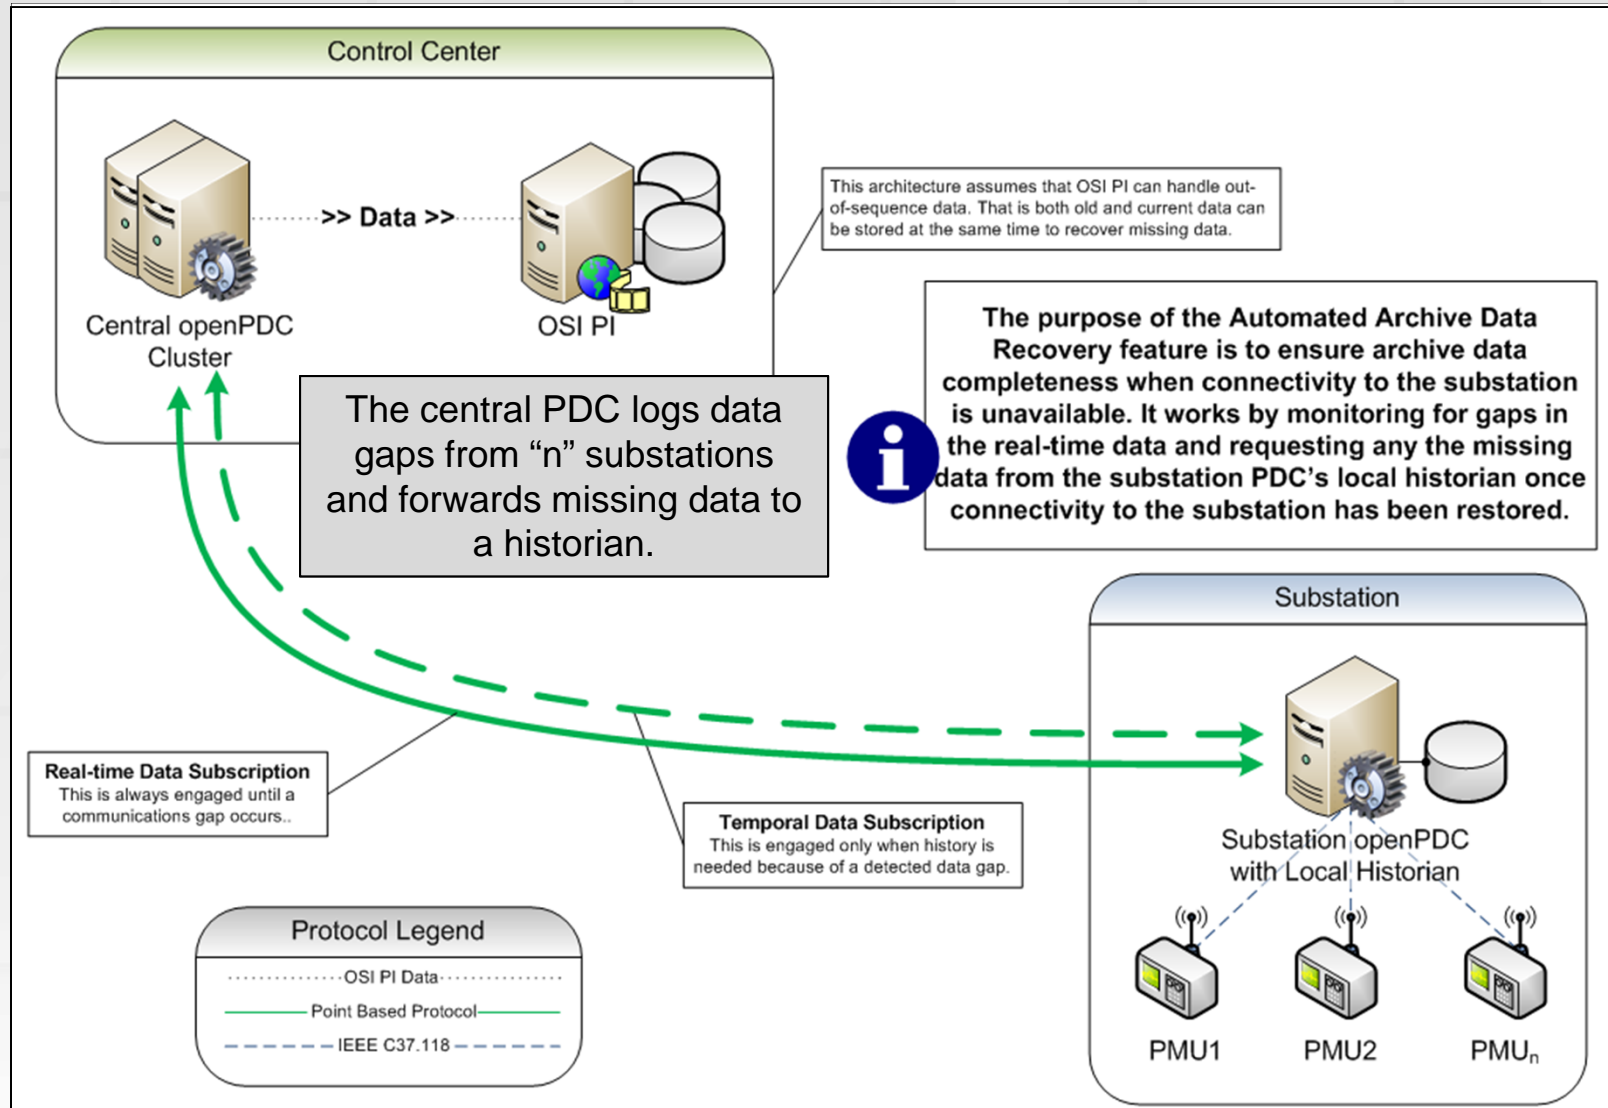 Control Center
>> Data >>
Central openPDC
Cluster
OSI PI
This architecture assumes that OSI PI can handle out-
of-sequence data. That is both old and current data can
be stored at the same time to recover missing data.
The central PDC logs data
gaps from “n” substations
and forwards missing data to
a historian.
i
The purpose of the Automated Archive Data
Recovery feature is to ensure archive data
completeness when connectivity to the substation
is unavailable. It works by monitoring for gaps in
the real-time data and requesting any the missing
data from the substation PDC’s local historian once
connectivity to the substation has been restored.
Real-time Data Subscription
This is always engaged until a
communications gap occurs..
Temporal Data Subscription
This is engaged only when history is
needed because of a detected data gap.
Substation
Substation openPDC
with Local Historian
PMU1
PMU2
PMUn
Protocol Legend
OSI PI Data
Point Based Protocol
IEEE C37.118